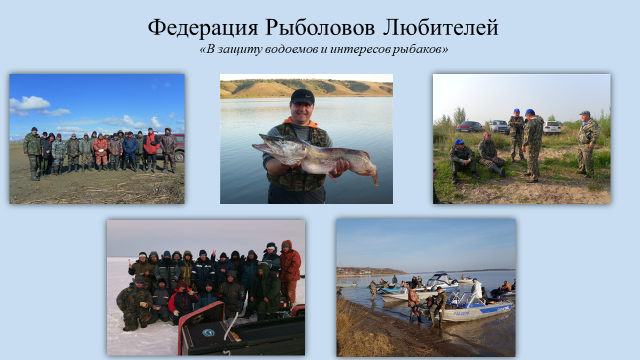 Федерация Рыболовов Любителей
«В защиту водоемов и интересов рыбаков»